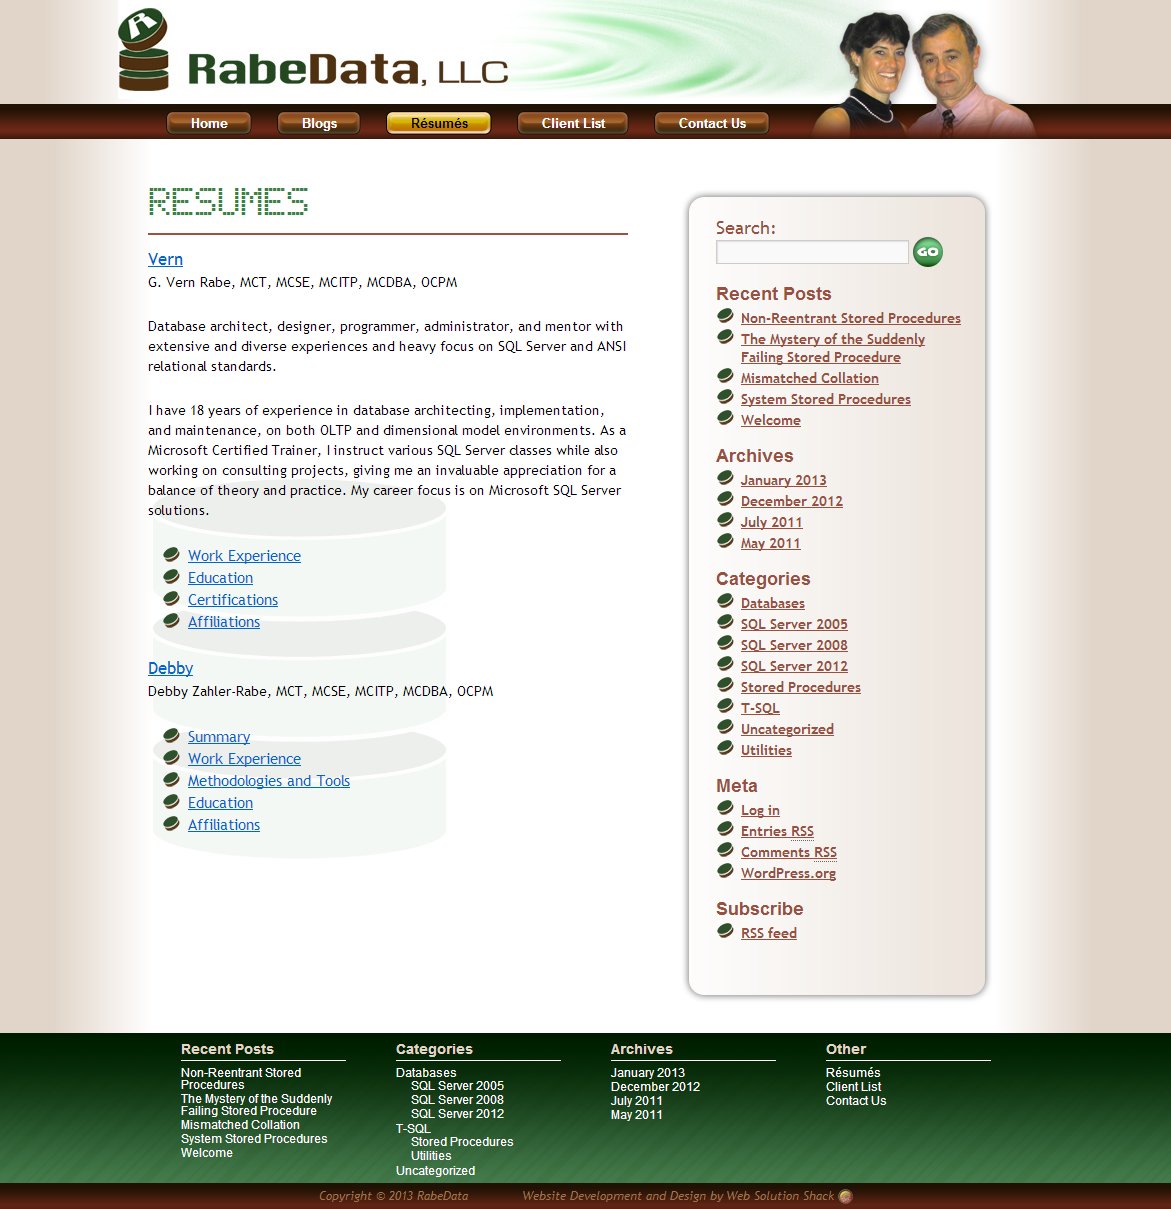 R
RabeData, LLC
Home
Blogs
Résumés
Client List
Contact Us
RESUMES
Vern
G. Vern Rabe, MCT, MCSE, MCITP, MCDBA, OCPM
Database architect, designer, programmer, administrator, and mentor with
extensive and diverse experiences and heavy focus on SQL Server and ANSI
relational standards.
I have 18 years of experience in database architecting, implementation,
and maintenance, on both OLTP and dimensional model environments. As a
Microsoft Certified Trainer, I instruct various SQL Server classes while also
working on consulting projects, giving me an invaluable appreciation for a
balance of theory and practice. My career focus is on Microsoft SQL Server
solutions.
Work Experience
Education
Certifications
Affiliations
Debby
Debby Zahler-Rabe, MCT, MCSE, MCITP, MCDBA, OCPM
Summary
Work Experience
Methodologies and Tools
Education
Affiliations
Search:
GO
Recent Posts
Non-Reentrant Stored Procedures
The Mystery of the Suddenly
Failing Stored Procedure
Mismatched Collation
System Stored Procedures
Welcome
Archives
January 2013
December 2012
July 2011
May 2011
Categories
Databases
SQL Server 2005
SQL Server 2008
SQL Server 2012
Stored Procedures
T-SQL
Uncategorized
Utilities
Meta
Log in
Entries RSS
Comments RSS
WordPress.org
Subscribe
RSS feed
Recent Posts
Non-Reentrant Stored
Procedures
The Mystery of the Suddenly
Failing Stored Procedure
Mismatched Collation
System Stored Procedures
Welcome
Categories
Databases
SQL Server 2005
SQL Server 2008
SQL Server 2012
T-SQL
Stored Procedures
Utilities
Uncategorized
Archives
January 2013
December 2012
July 2011
May 2011
Other
Résumés
Client List
Contact Us
Copyright © 2013 RabeData
Website Development and Design by Web Solution Shack